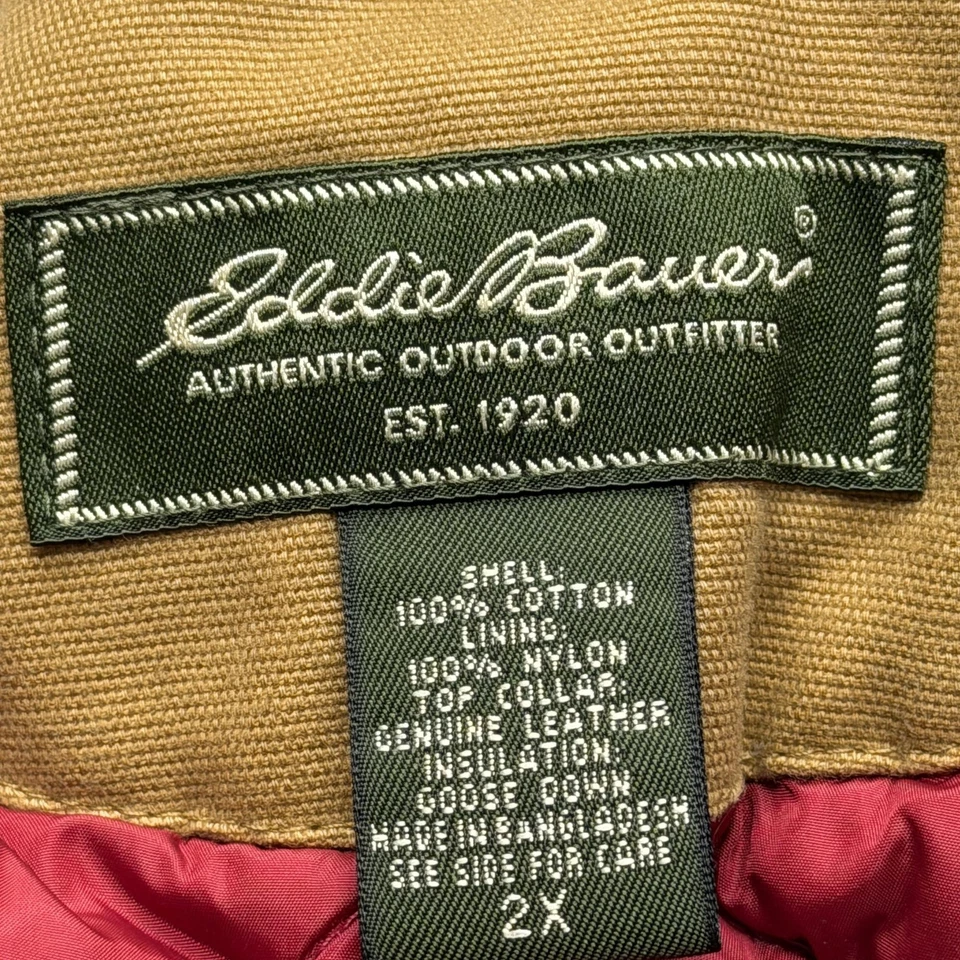 Eddie Bauer®
AUTHENTIC OUTDOOR OUTFITTER
EST. 1920
SHELL:
100% COTTON
LINING:
100% NYLON
TOP COLLAR:
GENUINE LEATHER
INSULATION:
GOOSE DOWN
MADE IN BANGLADESH
SEE SIDE FOR CARE
2X